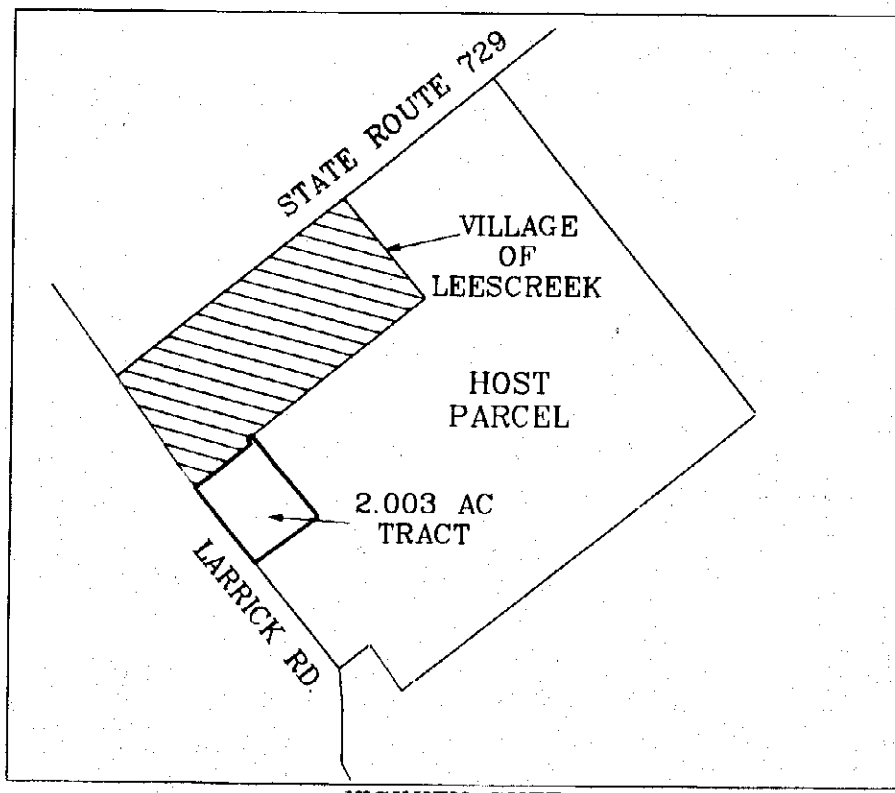 STATE ROUTE 729
VILLAGE
OF
LEESCREEK
HOST
PARCEL
2.003 AC
TRACT
LARRICK RD.